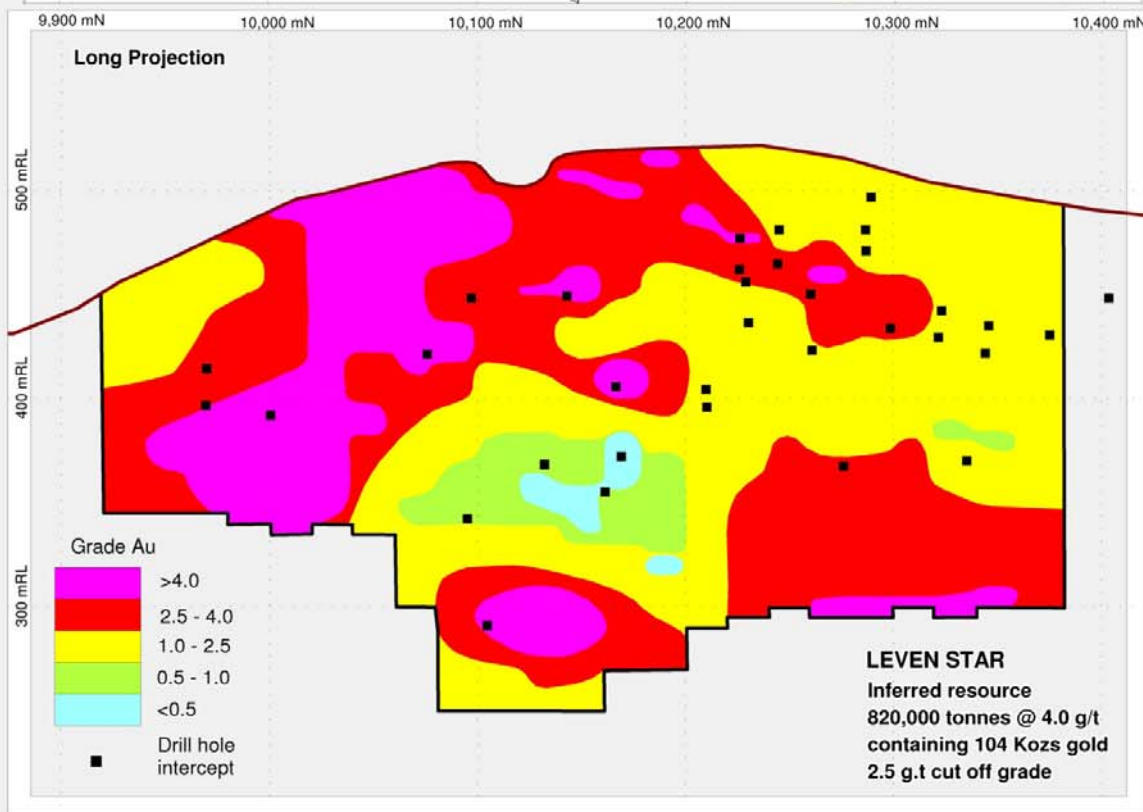 9,900 mN 10,000 mN 10,100 mN 10,200 mN 10,300 mN 10,400 mN
Long Projection
500 mRL
400 mRL
300 mRL
Grade Au
>4.0
2.5 - 4.0
1.0 - 2.5
0.5 - 1.0
<0.5
Drill hole
intercept
LEVEN STAR
Inferred resource
820,000 tonnes @ 4.0 g/t
containing 104 Kozs gold
2.5 g.t cut off grade